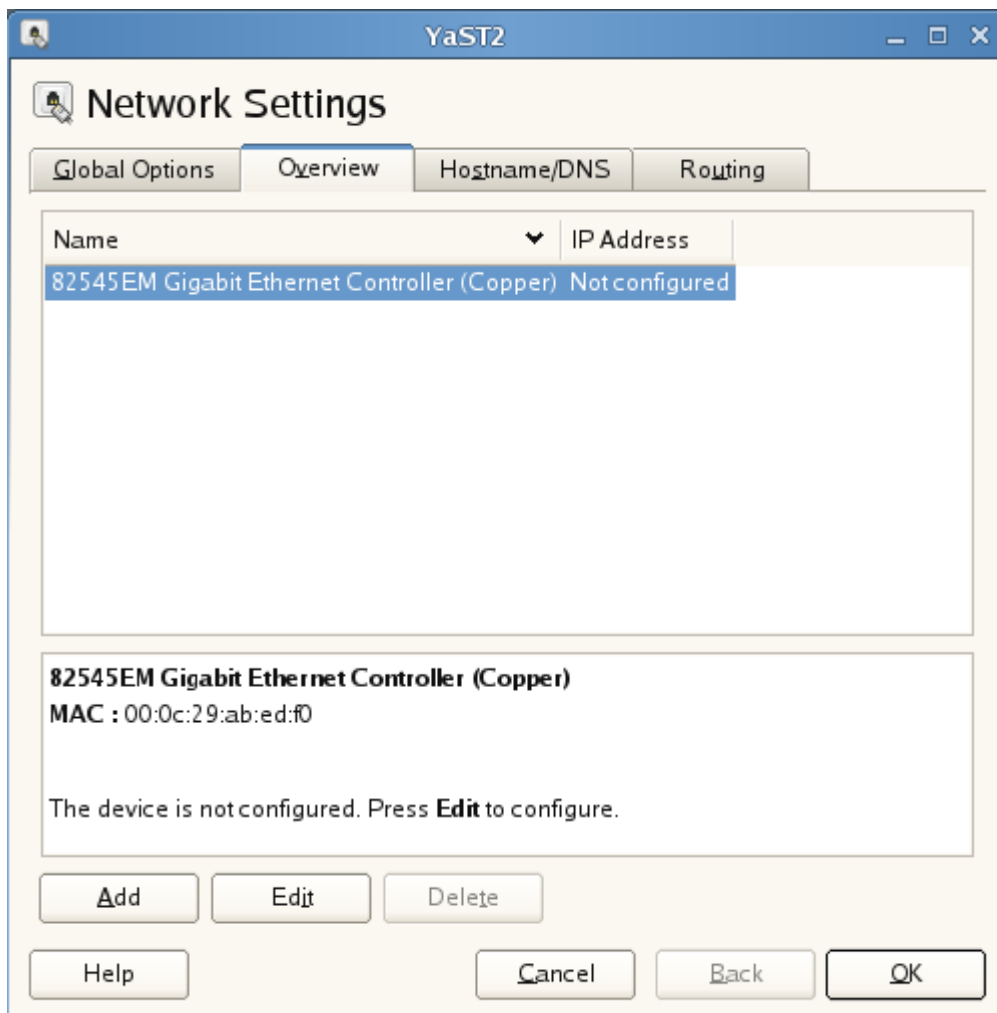 YaST2
Network Settings
Global Options Overview Hostname/DNS Routing
Name IP Address
82545EM Gigabit Ethernet Controller (Copper) Not configured
82545EM Gigabit Ethernet Controller (Copper)
MAC : 00:0c:29:ab:ed:f0
The device is not configured. Press Edit to configure.
Add Edit Delete
Help Cancel Back OK